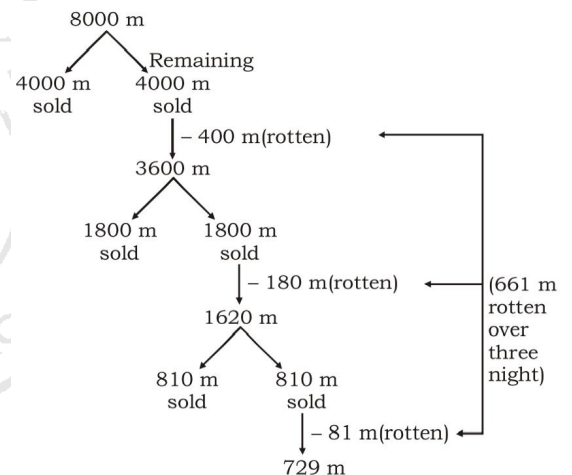 8000 m
Remaining
4000 m 4000 m
sold sold
– 400 m(rotten)
3600 m
1800 m 1800 m
sold sold
– 180 m(rotten)
(661 m
rotten
over
three
night)
1620 m
810 m 810 m
sold sold
– 81 m(rotten)
729 m